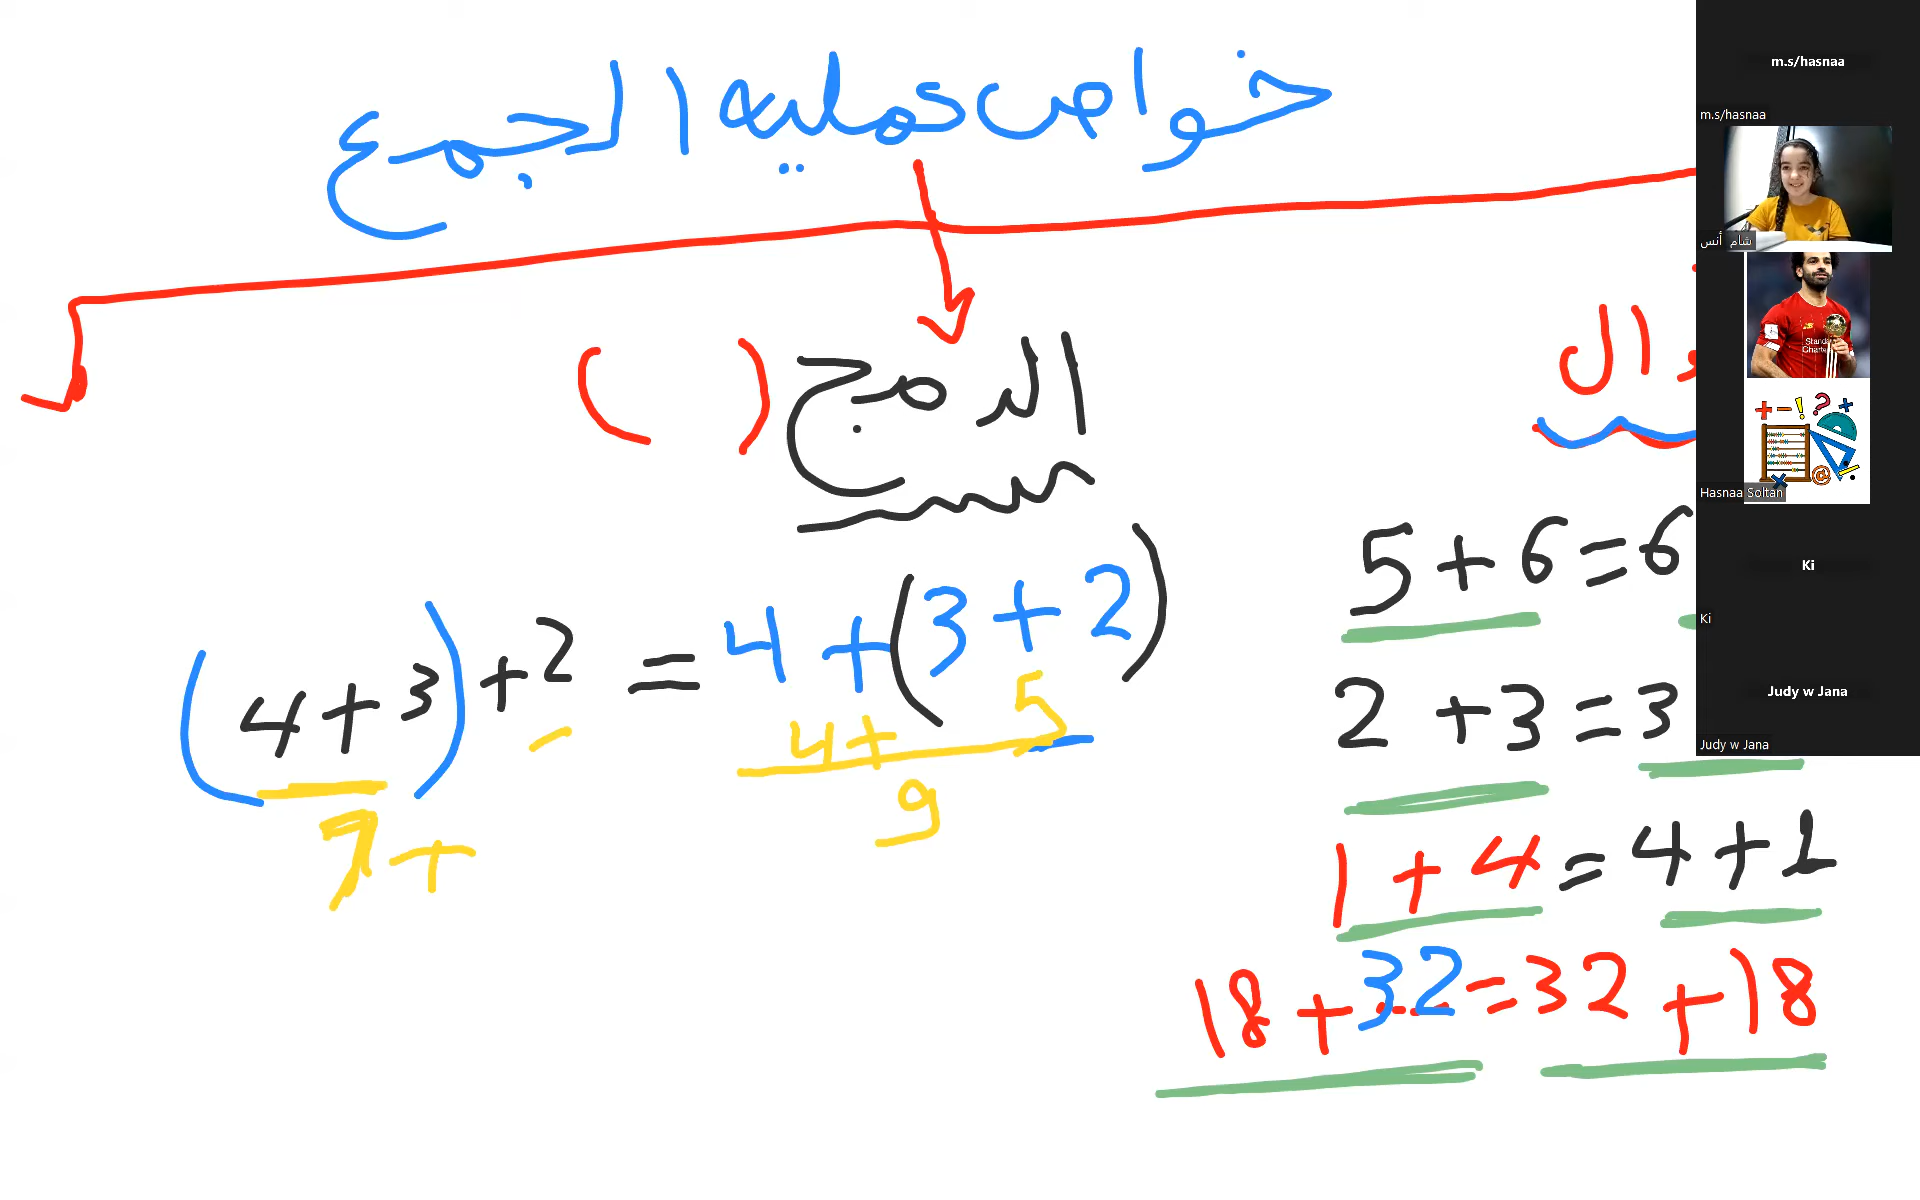 خواص عمليه الجمع
الدمج ( )
(4+3)+2=4+(3+2)
4+5
9
7+
5+6=6
2+3=3
1+4=4+1
18+32=32+18
m.s/hasnaa
m.s/hasnaa
شام أنس
Hasnaa Soltan
Ki
Ki
Judy w Jana
Judy w Jana